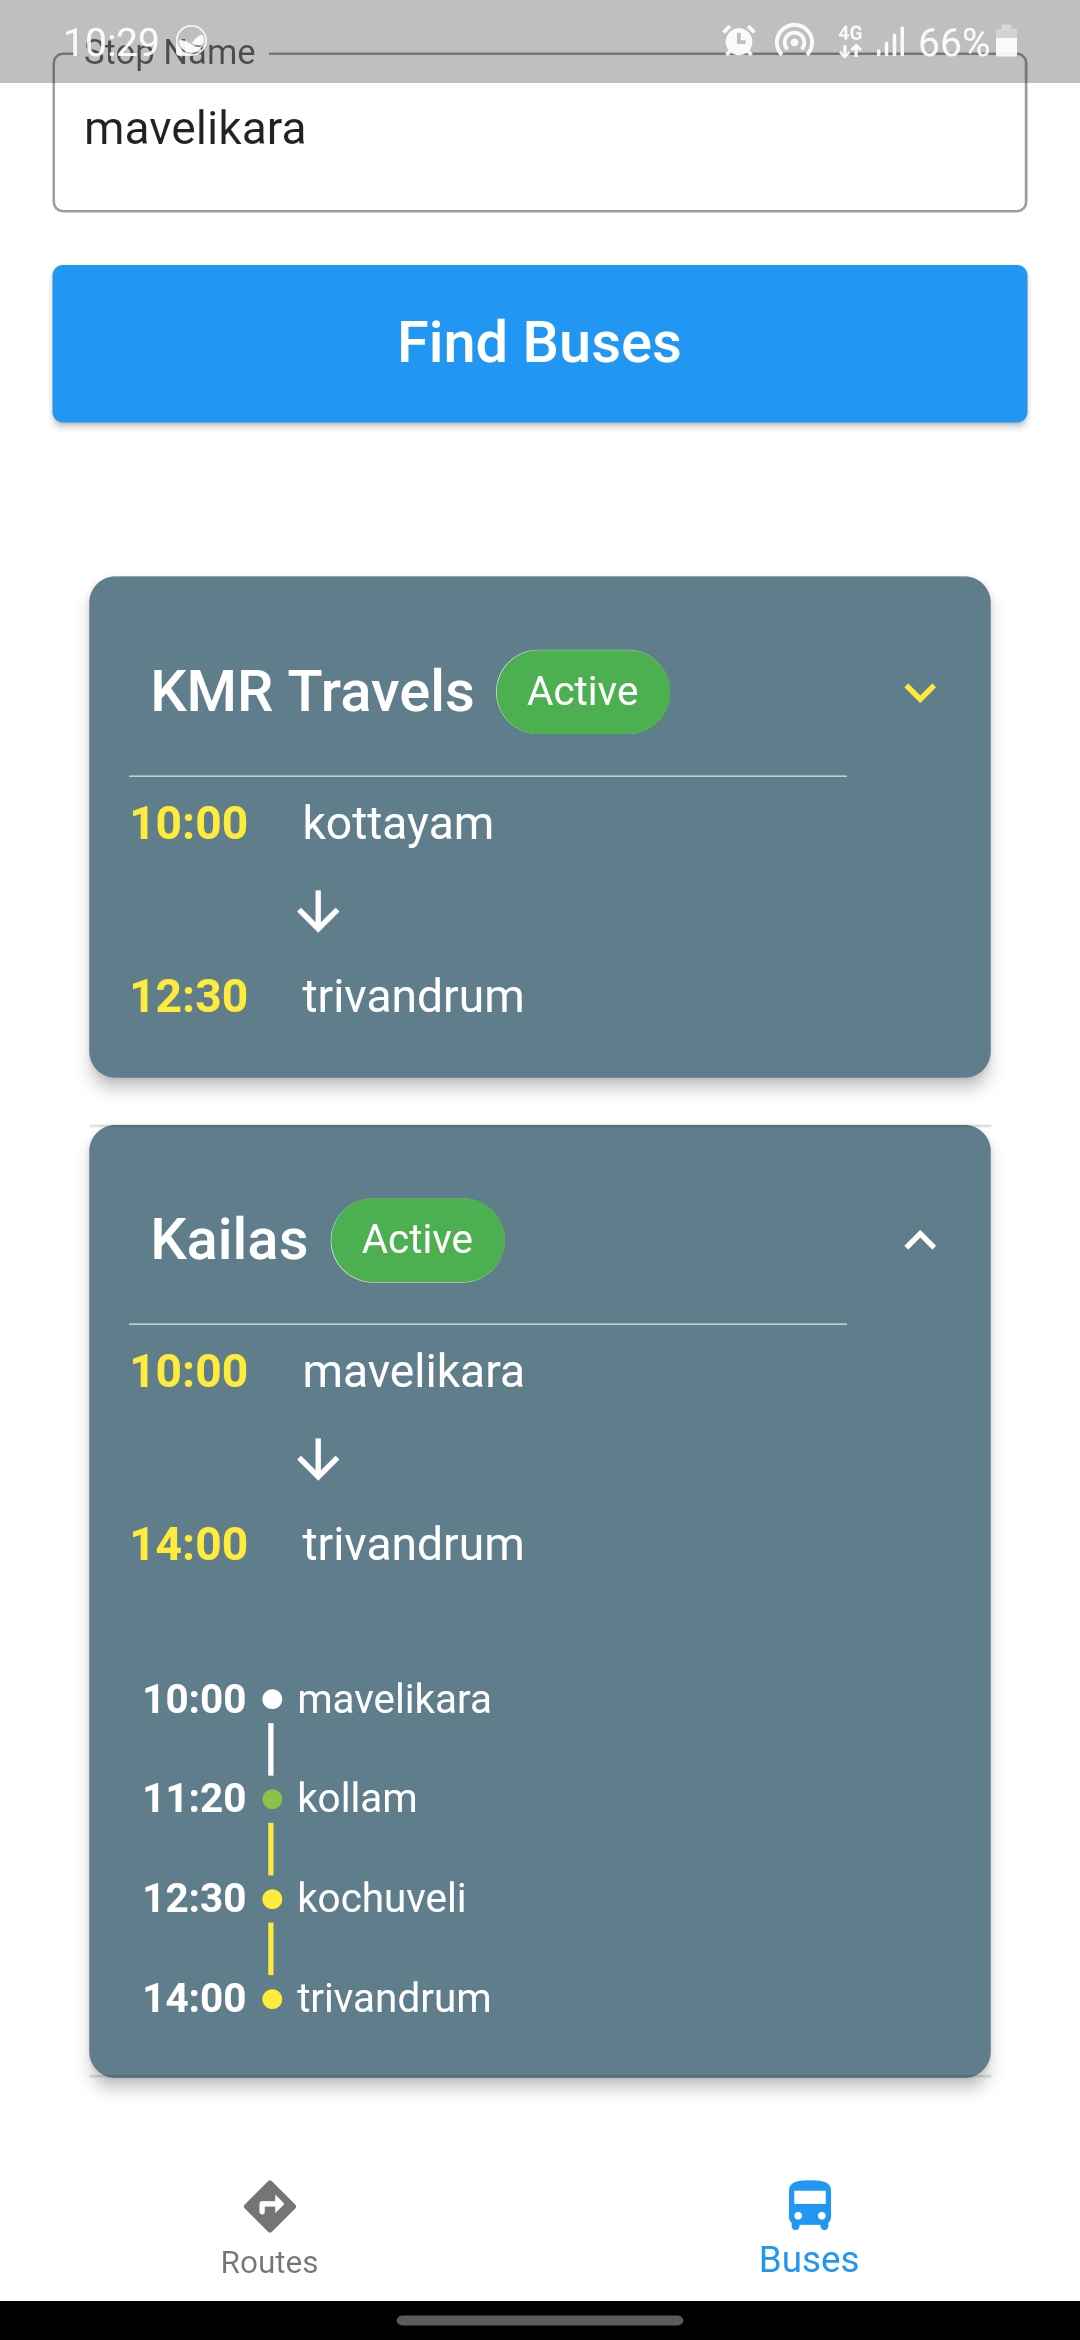 10:29 4G 66%
Stop Name
mavelikara
Find Buses
KMR Travels Active
10:00 kottayam
12:30 trivandrum
Kailas Active
10:00 mavelikara
14:00 trivandrum
10:00 mavelikara
11:20 kollam
12:30 kochuveli
14:00 trivandrum
Routes Buses